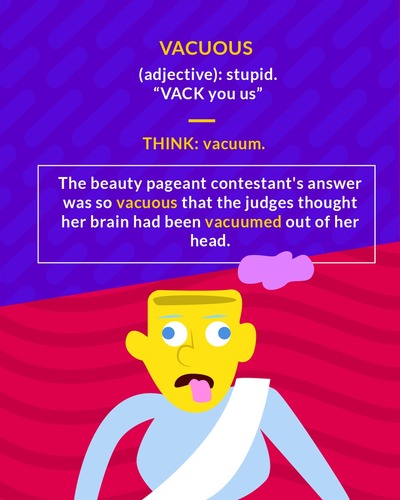 VACUOUS
(adjective): stupid.
“VACK you us”
THINK: vacuum.
The beauty pageant contestant's answer
was so vacuous that the judges thought
her brain had been vacuumed out of her
head.